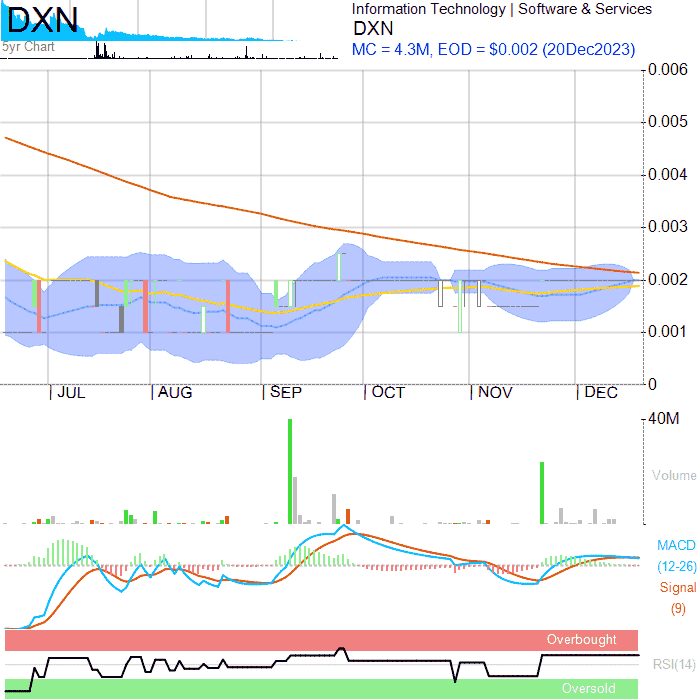 DXN
5yr Chart
Information Technology | Software & Services
DXN
MC = 4.3M, EOD = $0.002 (20Dec2023)
0.006
0.005
0.004
0.003
0.002
0.001
0
JUL AUG SEP OCT NOV DEC
40M
Volume
MACD
(12-26)
Signal
(9)
Overbought
RSI(14)
Oversold